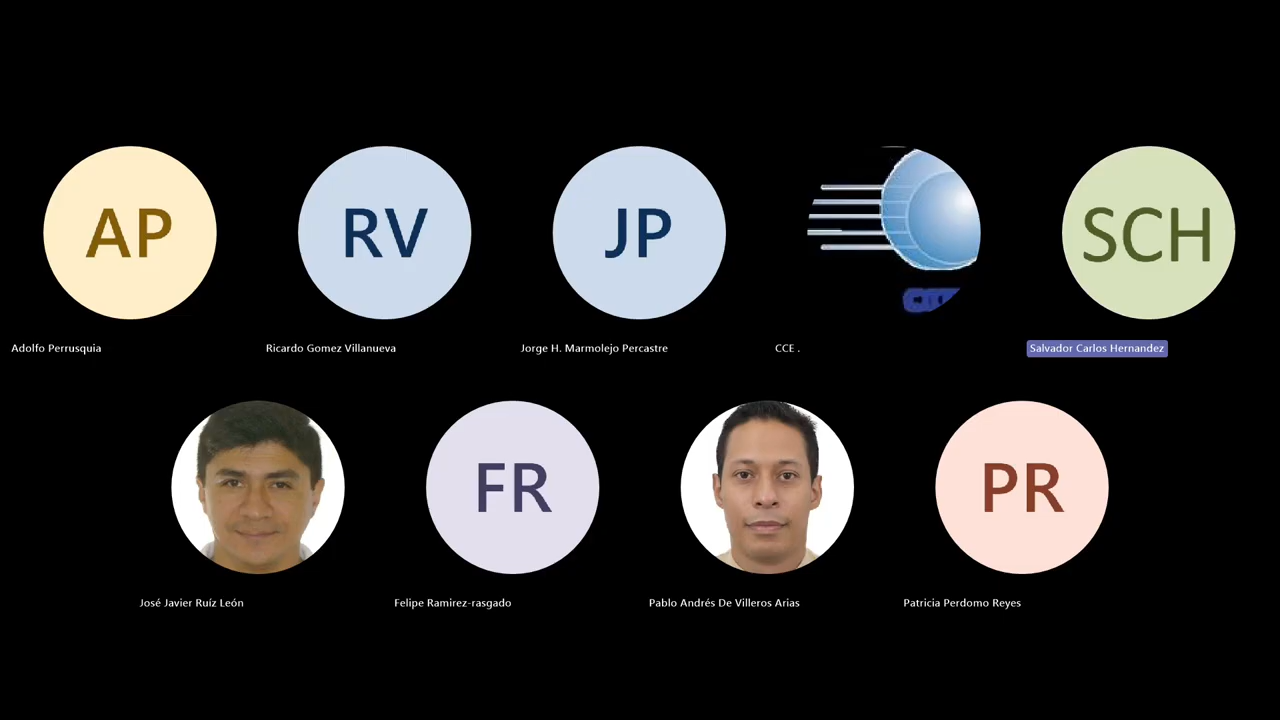 AP
RV
JP
SCH
Adolfo Perrusquia
Ricardo Gomez Villanueva
Jorge H. Marmolejo Percastre
CCE .
Salvador Carlos Hernandez
FR
PR
José Javier Ruíz León
Felipe Ramirez-rasgado
Pablo Andrés De Villeros Arias
Patricia Perdomo Reyes